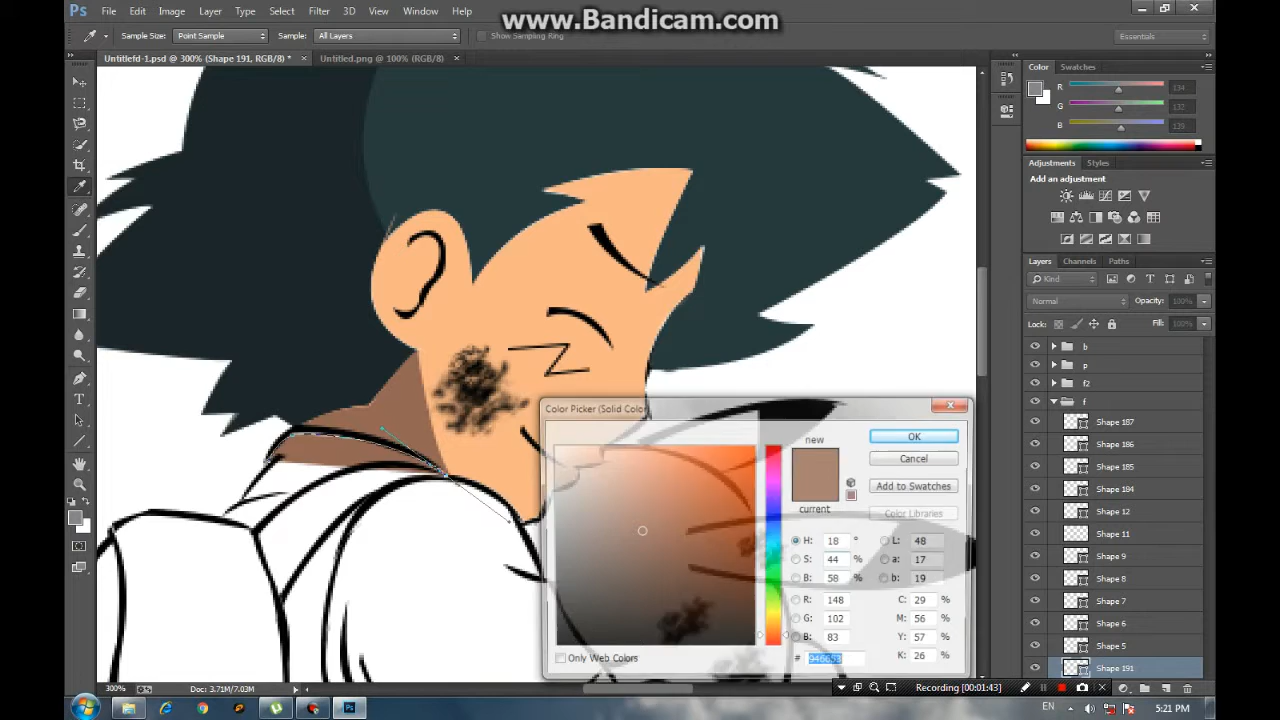 www.Bandicam.com
Ps File Edit Image Layer Type Select Filter 3D View Window Help
Sample Size: Point Sample Sample: All Layers Show Sampling Ring Essentials
Untitlefd-1.psd @ 300% (Shape 191, RGB/8) * × Untitled.png @ 100% (RGB/8) ×
Color Swatches
R 134
G 133
B 139
Adjustments Styles
Add an adjustment
Layers Channels Paths
Kind
Normal Opacity: 100%
Lock: Fill: 100%
b
p
f2
f
Shape 187
Shape 186
Shape 185
Shape 184
Shape 12
Shape 11
Shape 9
Shape 8
Shape 7
Shape 6
Shape 5
Shape 191
Color Picker (Solid Color
new
current
OK
Cancel
Add to Swatches
Color Libraries
H: 18 ° L: 48
S: 44 % a: 17
B: 58 % b: 19
R: 148 C: 29 %
G: 102 M: 56 %
B: 83 Y: 57 %
# 946653 K: 26 %
Only Web Colors
300% Doc: 3.71M/7.03M
Recording [00:01:43]
EN 5:21 PM